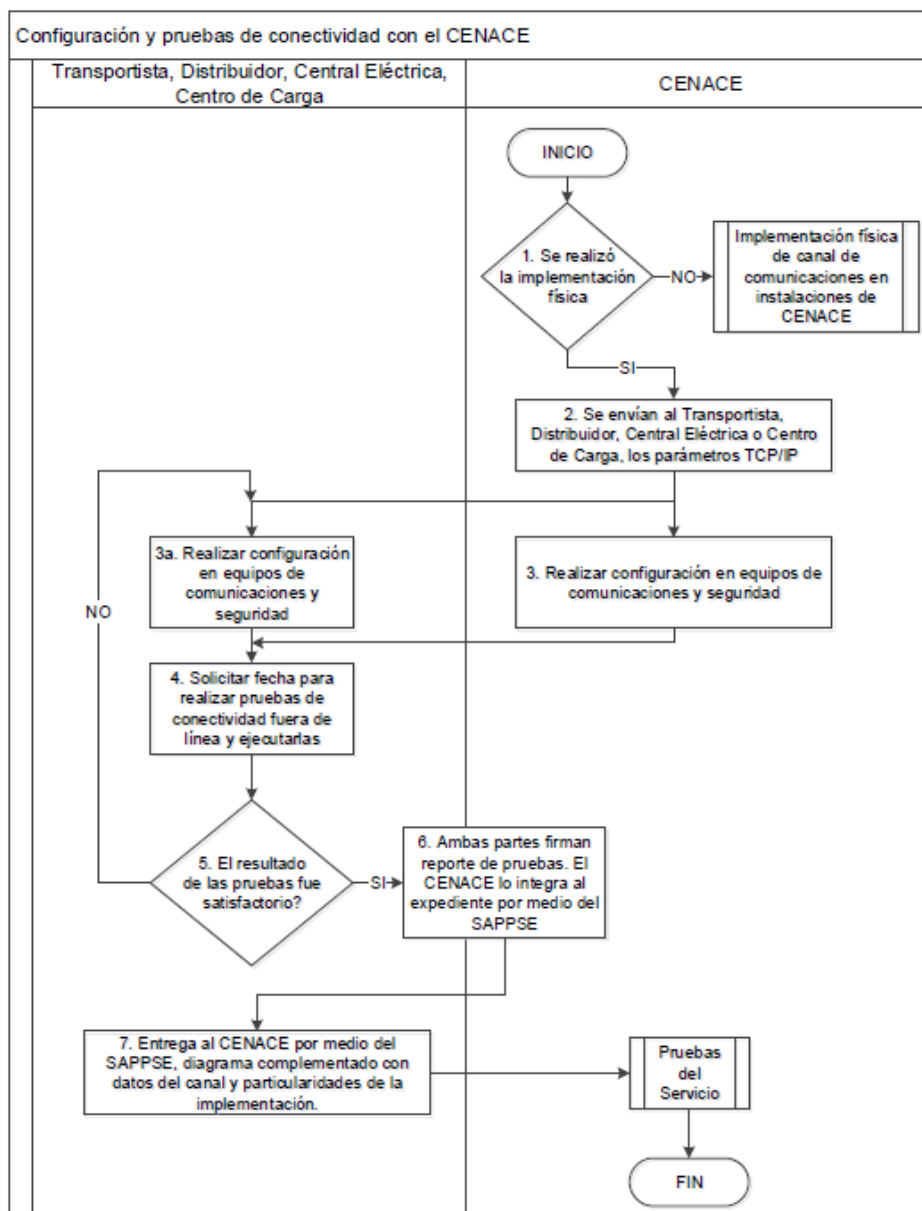 Configuración y pruebas de conectividad con el CENACE
Transportista, Distribuidor, Central Eléctrica,
Centro de Carga
CENACE
INICIO
1. Se realizó
la implementación
física
NO
Implementación física
de canal de
comunicaciones en
instalaciones de
CENACE
SI
2. Se envían al Transportista,
Distribuidor, Central Eléctrica o Centro
de Carga, los parámetros TCP/IP
3a. Realizar configuración
en equipos de
comunicaciones y
seguridad
3. Realizar configuración en equipos de
comunicaciones y seguridad
NO
4. Solicitar fecha para
realizar pruebas de
conectividad fuera de
línea y ejecutarlas
5. El resultado
de las pruebas fue
satisfactorio?
SI
6. Ambas partes firman
reporte de pruebas. El
CENACE lo integra al
expediente por medio del
SAPPSE
7. Entrega al CENACE por medio del
SAPPSE, diagrama complementado con
datos del canal y particularidades de la
implementación.
Pruebas
del
Servicio
FIN